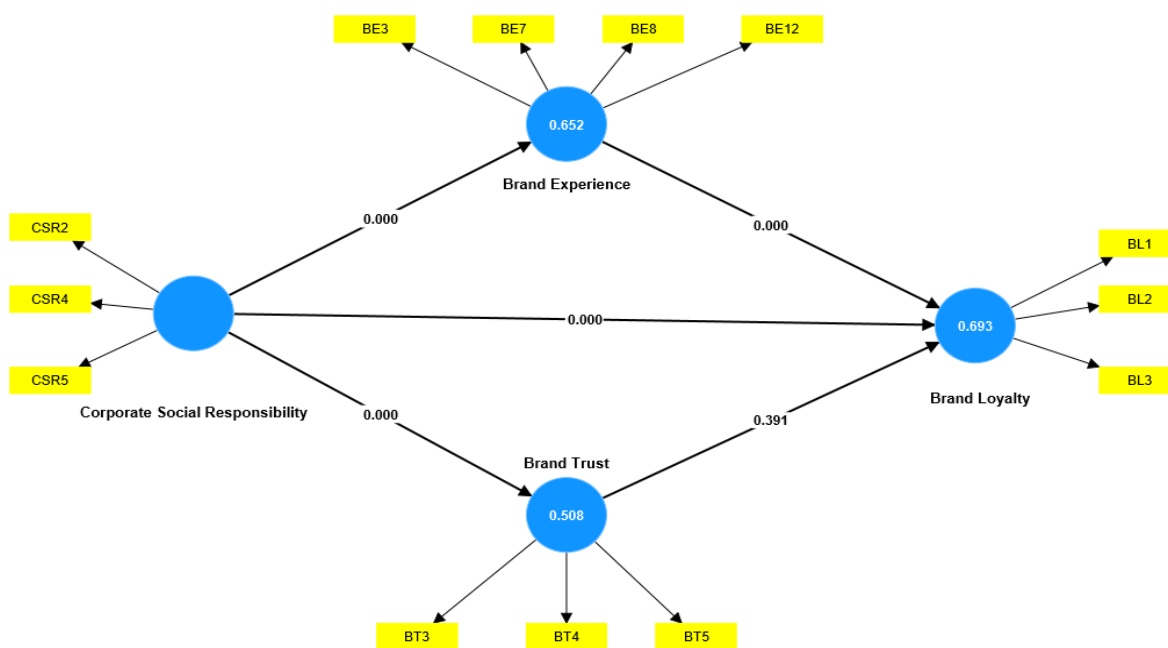 BE3
BE7
BE8
BE12
0.652
Brand Experience
0.000
0.000
CSR2
CSR4
CSR5
Corporate Social Responsibility
0.000
BL1
BL2
BL3
0.693
Brand Loyalty
0.000
0.391
Brand Trust
0.508
BT3
BT4
BT5